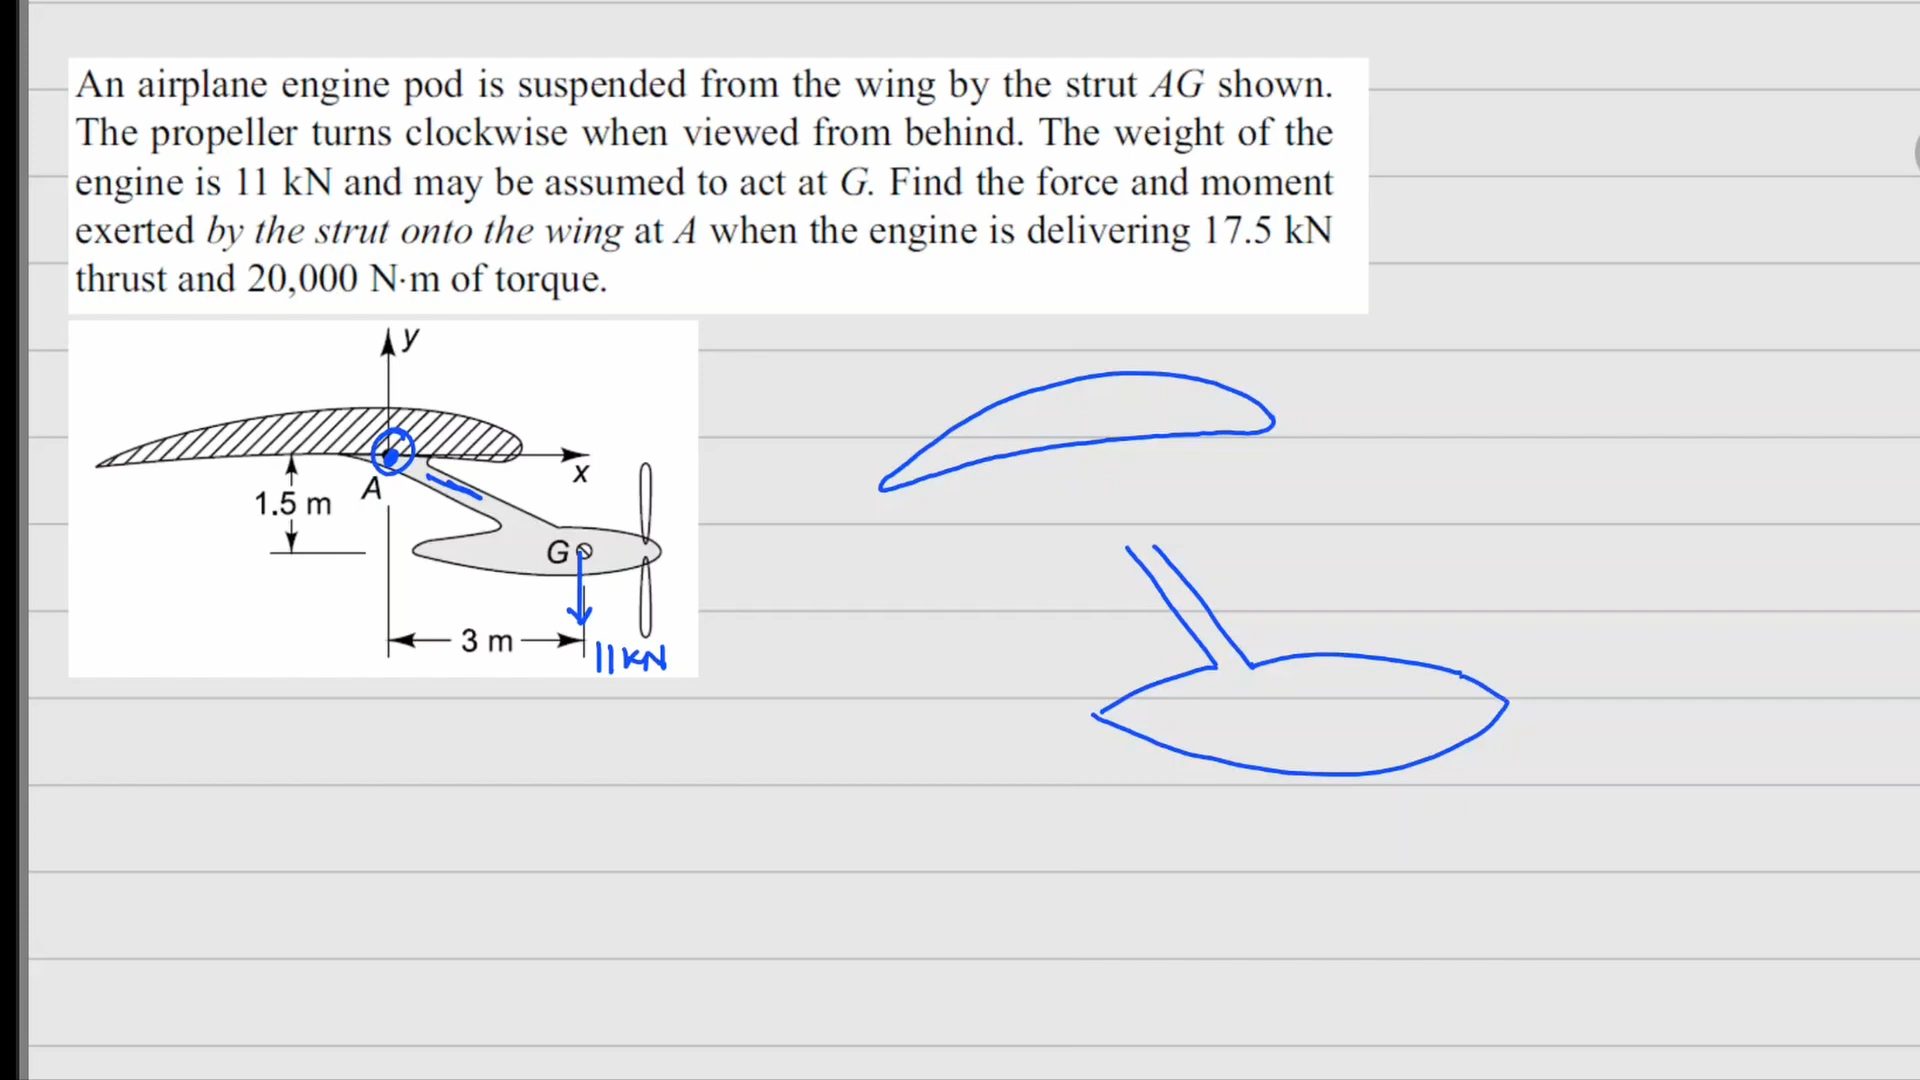 An airplane engine pod is suspended from the wing by the strut AG shown.
The propeller turns clockwise when viewed from behind. The weight of the
engine is 11 kN and may be assumed to act at G. Find the force and moment
exerted by the strut onto the wing at A when the engine is delivering 17.5 kN
thrust and 20,000 N·m of torque.
y
x
A
1.5 m
G
3 m
11 KN